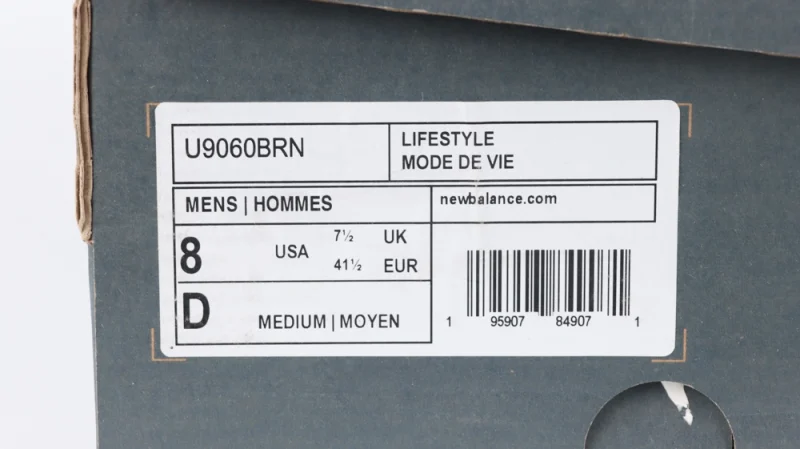 U9060BRN
LIFESTYLE
MODE DE VIE
MENS | HOMMES
newbalance.com
8 USA 7½ UK
41½ EUR
D MEDIUM | MOYEN
1 95907 84907 1